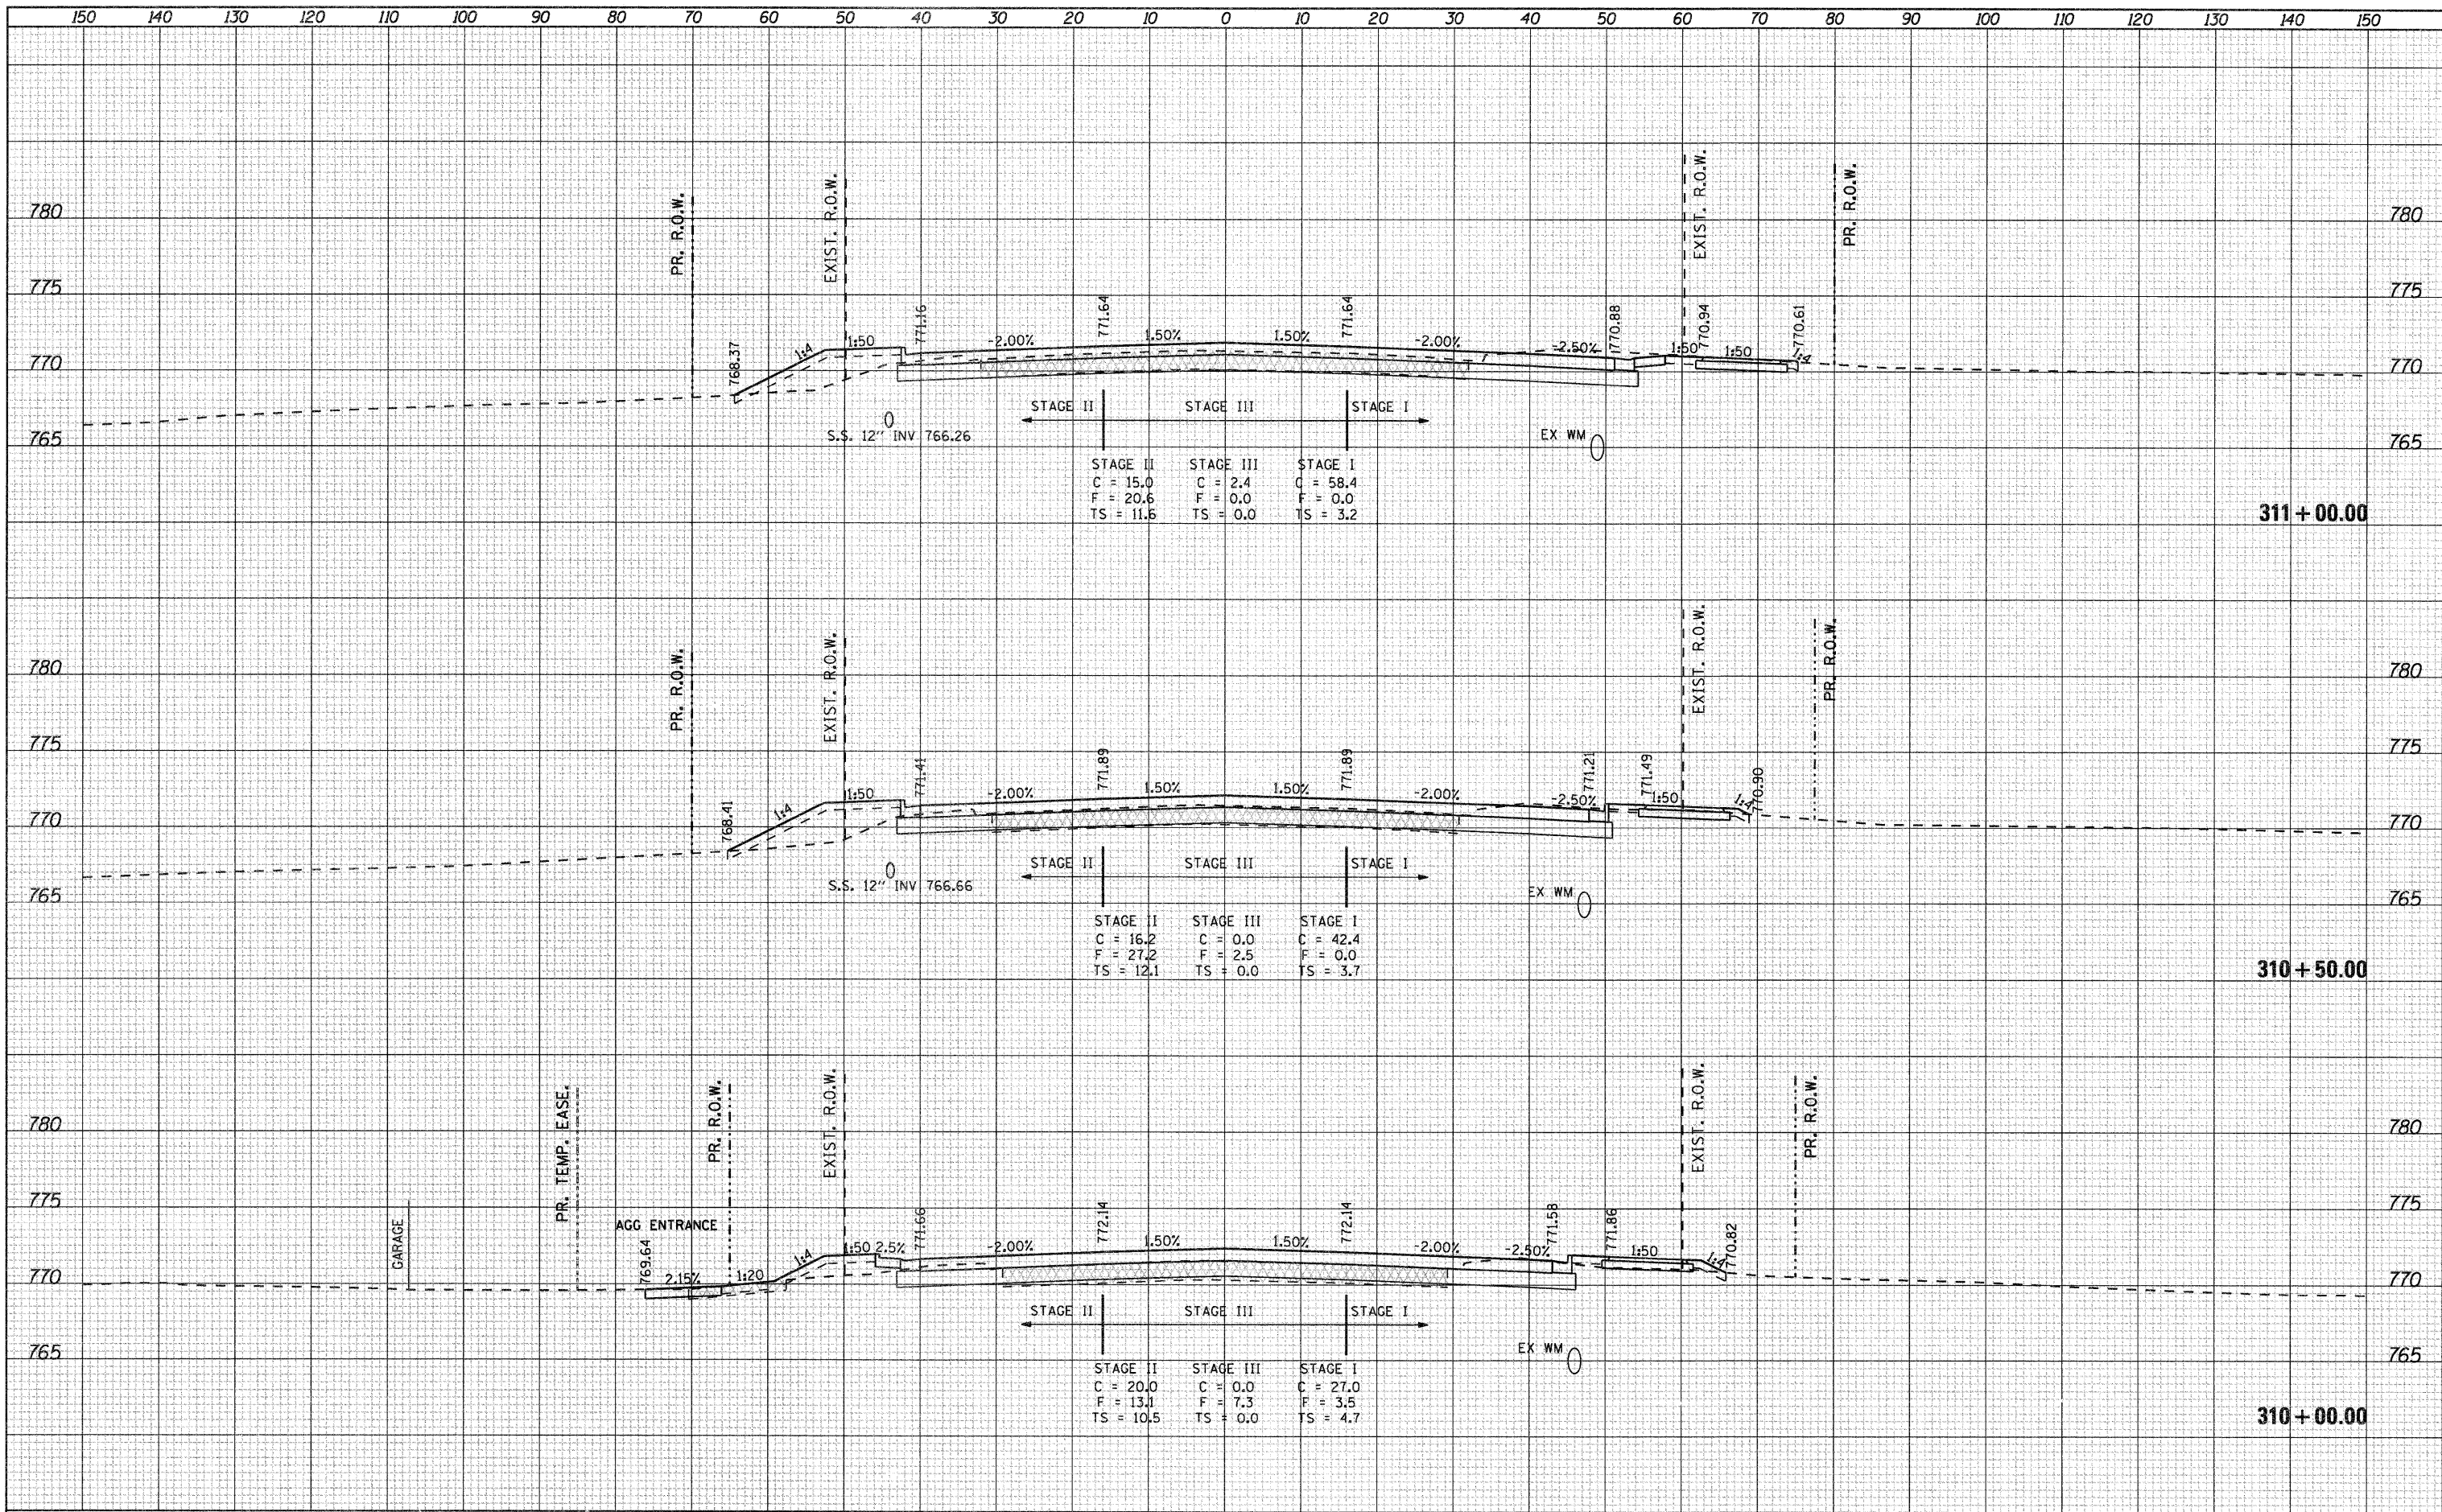 150 140 130 120 110 100 90 80 70 60 50 40 30 20 10 0 10 20 30 40 50 60 70 80 90 100 110 120 130 140 150
PR. R.O.W.
EXIST. R.O.W.
EXIST. R.O.W.
PR. R.O.W.
780 780
775 775
770 770
765 765
768.37
1:4
1:50
771.16
-2.00%
771.64
1.50%
1.50%
771.64
-2.00%
-2.50%
770.88
1:50
770.94
1:50
770.61
1:4
STAGE II STAGE III STAGE I
S.S. 12'' INV 766.26
EX WM
STAGE II STAGE III STAGE I
C = 15.0 C = 2.4 C = 58.4
F = 20.6 F = 0.0 F = 0.0
TS = 11.6 TS = 0.0 TS = 3.2
311+00.00
PR. R.O.W.
EXIST. R.O.W.
EXIST. R.O.W.
PR. R.O.W.
780 780
775 775
770 770
765 765
768.41
1:4
1:50
771.41
-2.00%
771.89
1.50%
1.50%
771.89
-2.00%
-2.50%
771.21
771.49
1:50
1:4
770.90
STAGE II STAGE III STAGE I
S.S. 12'' INV 766.66
EX WM
STAGE II STAGE III STAGE I
C = 16.2 C = 0.0 C = 42.4
F = 27.2 F = 2.5 F = 0.0
TS = 12.1 TS = 0.0 TS = 3.7
310+50.00
PR. TEMP. EASE.
PR. R.O.W.
EXIST. R.O.W.
EXIST. R.O.W.
PR. R.O.W.
780 780
775 775
770 770
765 765
GARAGE
AGG ENTRANCE
769.64
2.15%
1:20
1:4
1:50
2.5%
771.66
-2.00%
772.14
1.50%
1.50%
772.14
-2.00%
-2.50%
771.58
771.86
1:50
1:4
770.82
STAGE II STAGE III STAGE I
EX WM
STAGE II STAGE III STAGE I
C = 20.0 C = 0.0 C = 27.0
F = 13.1 F = 7.3 F = 3.5
TS = 10.5 TS = 0.0 TS = 4.7
310+00.00